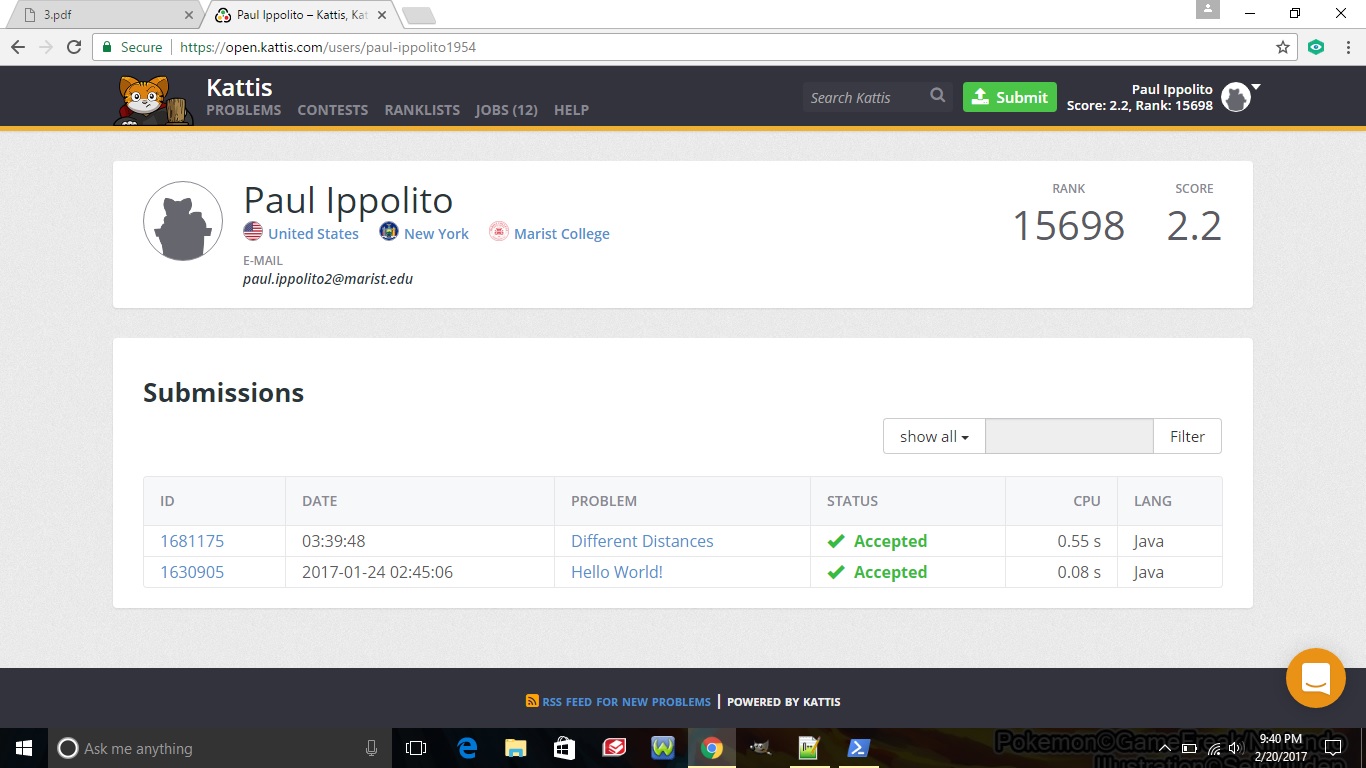 3.pdf
Paul Ippolito – Kattis, Kat
Secure https://open.kattis.com/users/paul-ippolito1954
Kattis
PROBLEMS CONTESTS RANKLISTS JOBS (12) HELP
Search Kattis
Submit
Paul Ippolito
Score: 2.2, Rank: 15698
Paul Ippolito
United States New York Marist College
E-MAIL
paul.ippolito2@marist.edu
RANK SCORE
15698 2.2
Submissions
show all Filter
ID DATE PROBLEM STATUS CPU LANG
1681175 03:39:48 Different Distances Accepted 0.55 s Java
1630905 2017-01-24 02:45:06 Hello World! Accepted 0.08 s Java
RSS FEED FOR NEW PROBLEMS | POWERED BY KATTIS
Ask me anything
Pokemon©GameFreak/Nintendo
9:40 PM
2/20/2017